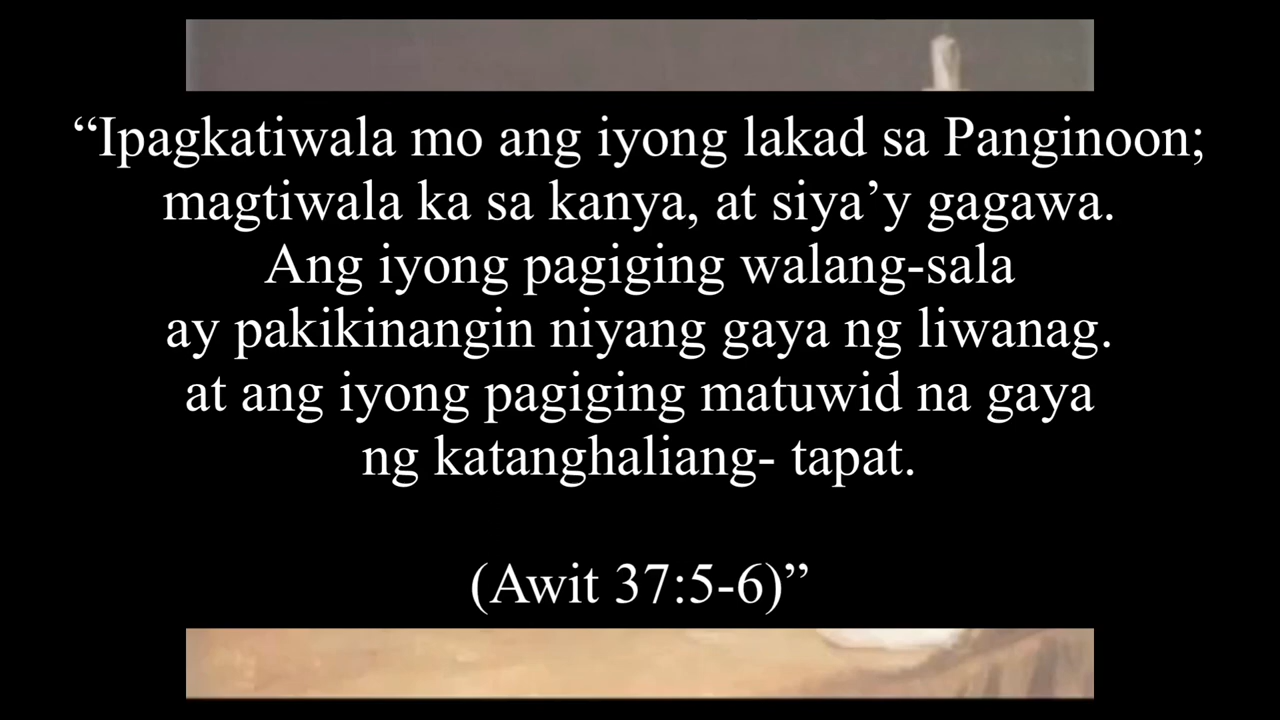 “Ipagkatiwala mo ang iyong lakad sa Panginoon;
magtiwala ka sa kanya, at siya’y gagawa.
Ang iyong pagiging walang-sala
ay pakikinangin niyang gaya ng liwanag.
at ang iyong pagiging matuwid na gaya
ng katanghaliang- tapat.
(Awit 37:5-6)”